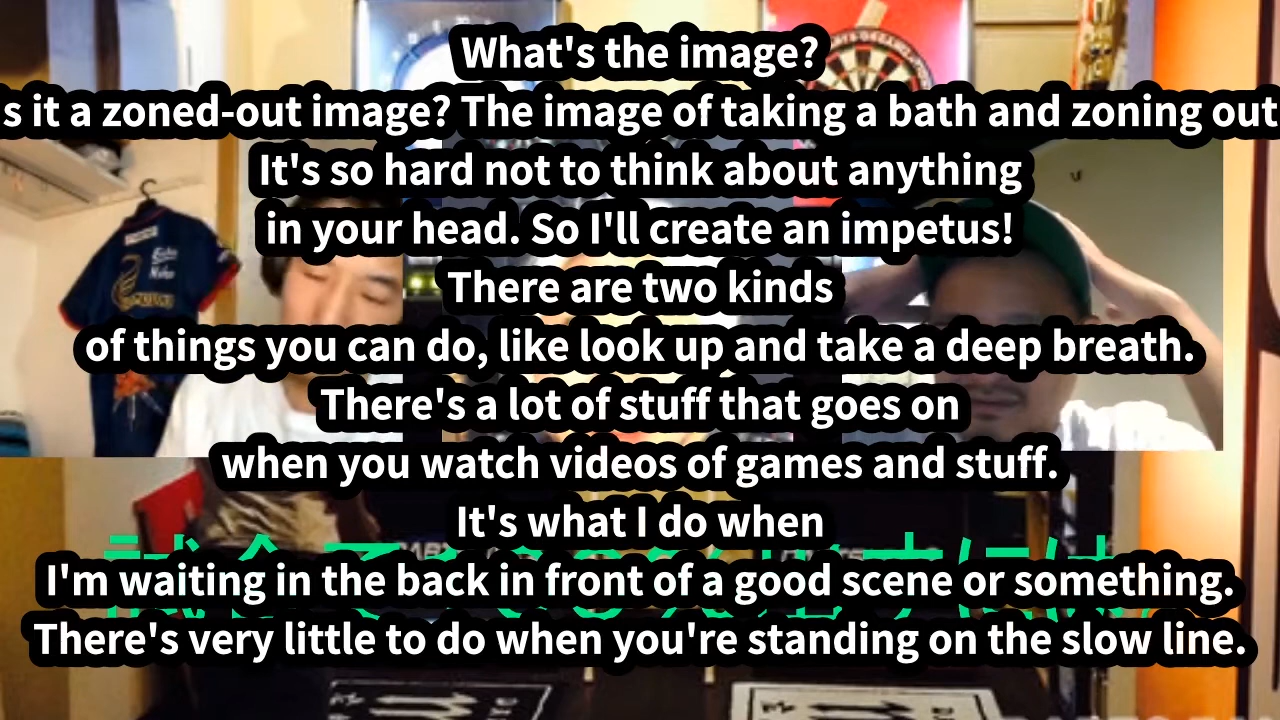 What's the image?
s it a zoned-out image? The image of taking a bath and zoning out
It's so hard not to think about anything
in your head. So I'll create an impetus!
There are two kinds
of things you can do, like look up and take a deep breath.
There's a lot of stuff that goes on
when you watch videos of games and stuff.
It's what I do when
I'm waiting in the back in front of a good scene or something.
There's very little to do when you're standing on the slow line.